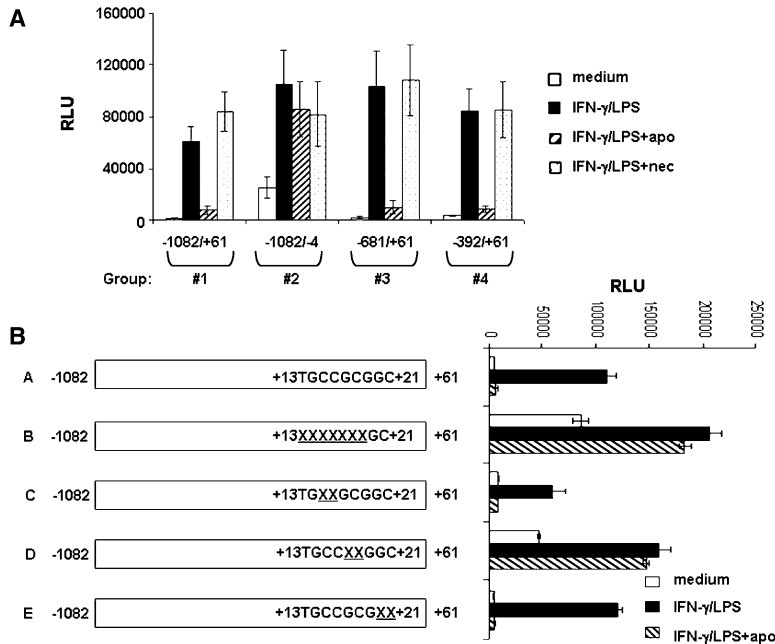 A
RLU
160000
120000
80000
40000
0
medium
IFN-γ/LPS
IFN-γ/LPS+apo
IFN-γ/LPS+nec
-1082/+61 -1082/-4 -681/+61 -392/+61
Group: #1 #2 #3 #4
RLU
0 50000 100000 150000 200000 250000
B
A -1082 +13TGCCGCGGC+21 +61
B -1082 +13XXXXXXXGC+21 +61
C -1082 +13TGXXGCGGC+21 +61
D -1082 +13TGCCXXGGC+21 +61
E -1082 +13TGCCGCGXX+21 +61
medium
IFN-γ/LPS
IFN-γ/LPS+apo